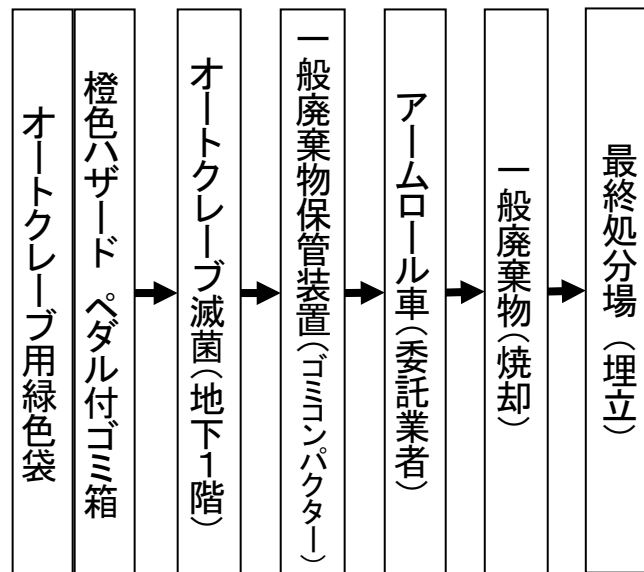 オートクレーブ用緑色袋
橙色ハザード ペダル付ゴミ箱
オートクレーブ滅菌(地下1階)
一般廃棄物保管装置(ゴミコンパクター)
アームロール車(委託業者)
一般廃棄物(焼却)
最終処分場(埋立)